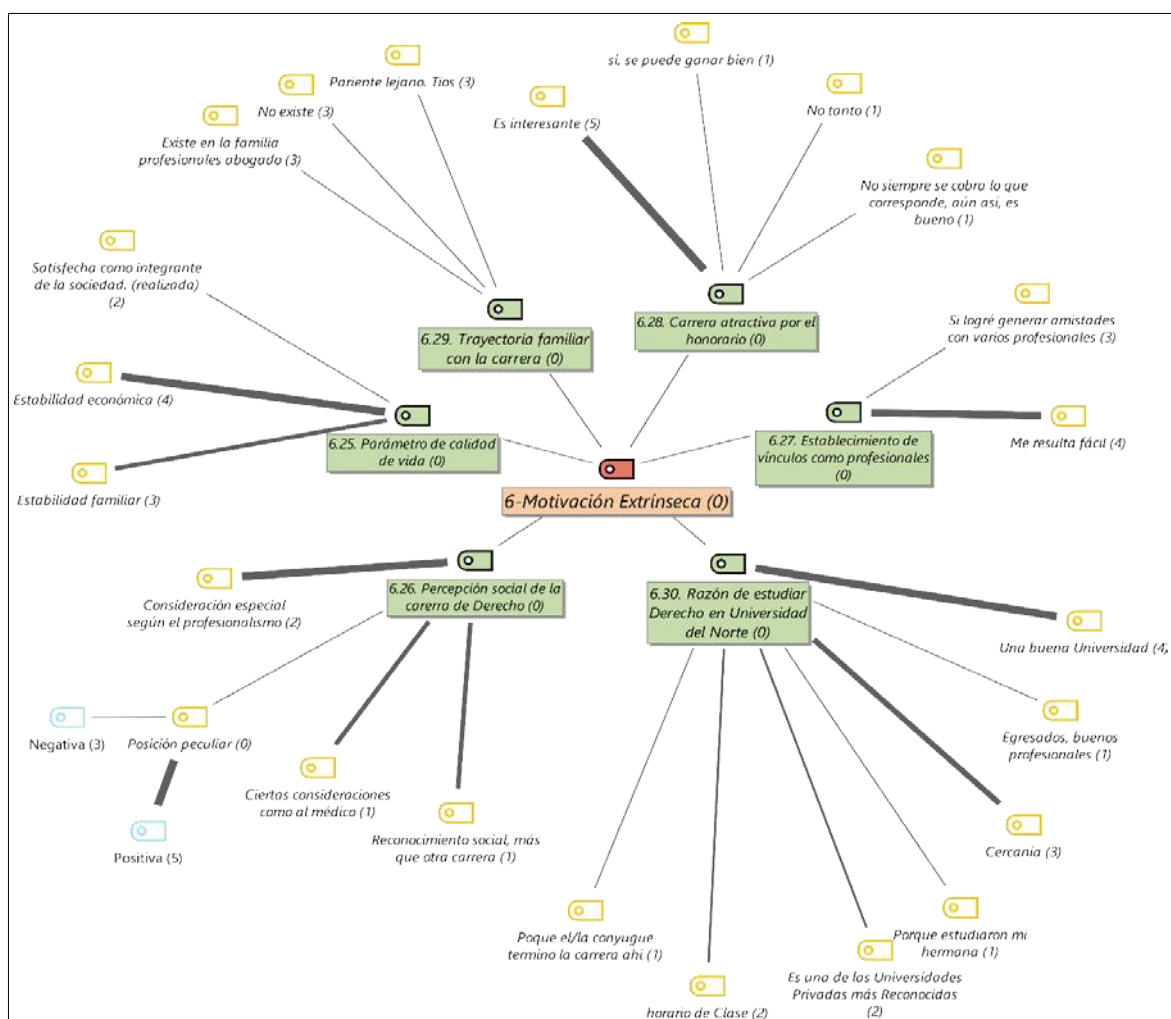 Pariente lejano. Tios (3)
No existe (3)
Existe en la familia
profesionales abogado (3)
si, se puede ganar bien (1)
Es interesante (5)
No tanto (1)
No siempre se cobra lo que
corresponde, aún asi, es
bueno (1)
Satisfecha como integrante
de la sociedad. (realizada)
(2)
6.29. Trayectoria familiar
con la carrera (0)
6.28. Carrera atractiva por el
honorario (0)
Si logré generar amistades
con varios profesionales (3)
Estabilidad económica (4)
6.25. Parámetro de calidad
de vida (0)
6.27. Establecimiento de
vínculos como profesionales
(0)
Me resulta fácil (4)
Estabilidad familiar (3)
6-Motivación Extrínseca (0)
Consideración especial
según el profesionalismo (2)
6.26. Percepción social de la
carerra de Derecho (0)
6.30. Razón de estudiar
Derecho en Universidad
del Norte (0)
Una buena Universidad (4,
Negativa (3)
Posición peculiar (0)
Egresados, buenos
profesionales (1)
Ciertas consideraciones
como al médico (1)
Positiva (5)
Reconocimiento social, más
que otra carrera (1)
Cercania (3)
Poque el/la conyugue
termino la carrera ahi (1)
Porque estudiaron mi
hermana (1)
Es una de las Universidades
Privadas más Reconocidas
(2)
horario de Clase (2)